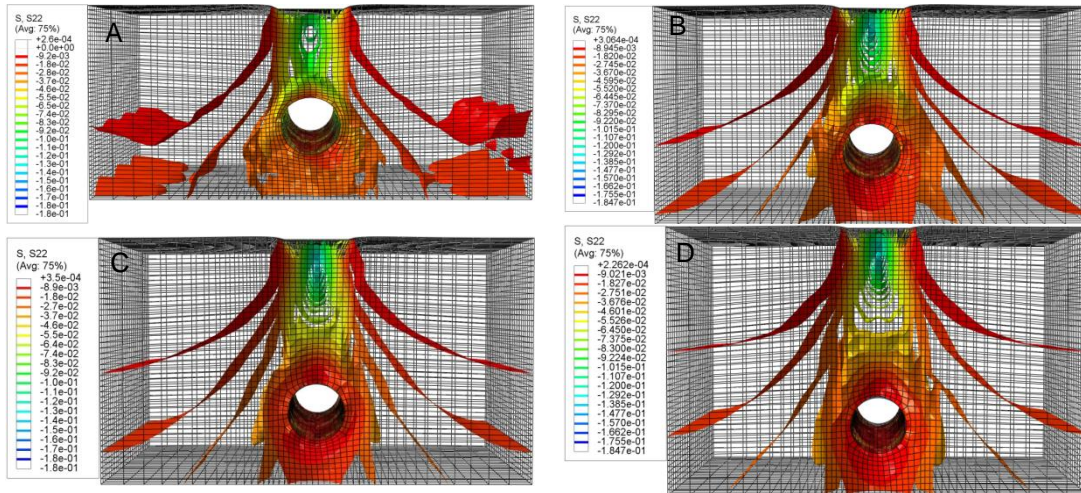 A
S, S22
(Avg: 75%)
+2.6e-04
+0.0e+00
-9.2e-03
-1.8e-02
-2.8e-02
-3.7e-02
-4.6e-02
-5.5e-02
-6.5e-02
-7.4e-02
-8.3e-02
-9.2e-02
-1.0e-01
-1.1e-01
-1.2e-01
-1.3e-01
-1.4e-01
-1.5e-01
-1.6e-01
-1.7e-01
-1.8e-01
-1.8e-01
B
S, S22
(Avg: 75%)
+3.064e-04
-8.945e-03
-1.820e-02
-2.745e-02
-3.670e-02
-4.595e-02
-5.520e-02
-6.445e-02
-7.370e-02
-8.295e-02
-9.220e-02
-1.015e-01
-1.107e-01
-1.200e-01
-1.292e-01
-1.385e-01
-1.477e-01
-1.570e-01
-1.662e-01
-1.755e-01
-1.847e-01
C
S, S22
(Avg: 75%)
+3.5e-04
-8.9e-03
-1.8e-02
-2.7e-02
-3.7e-02
-4.6e-02
-5.5e-02
-6.4e-02
-7.4e-02
-8.3e-02
-9.2e-02
-1.0e-01
-1.1e-01
-1.2e-01
-1.3e-01
-1.4e-01
-1.5e-01
-1.6e-01
-1.7e-01
-1.8e-01
-1.8e-01
D
S, S22
(Avg: 75%)
+2.262e-04
-9.021e-03
-1.827e-02
-2.751e-02
-3.676e-02
-4.601e-02
-5.526e-02
-6.450e-02
-7.375e-02
-8.300e-02
-9.224e-02
-1.015e-01
-1.107e-01
-1.200e-01
-1.292e-01
-1.385e-01
-1.477e-01
-1.570e-01
-1.662e-01
-1.755e-01
-1.847e-01